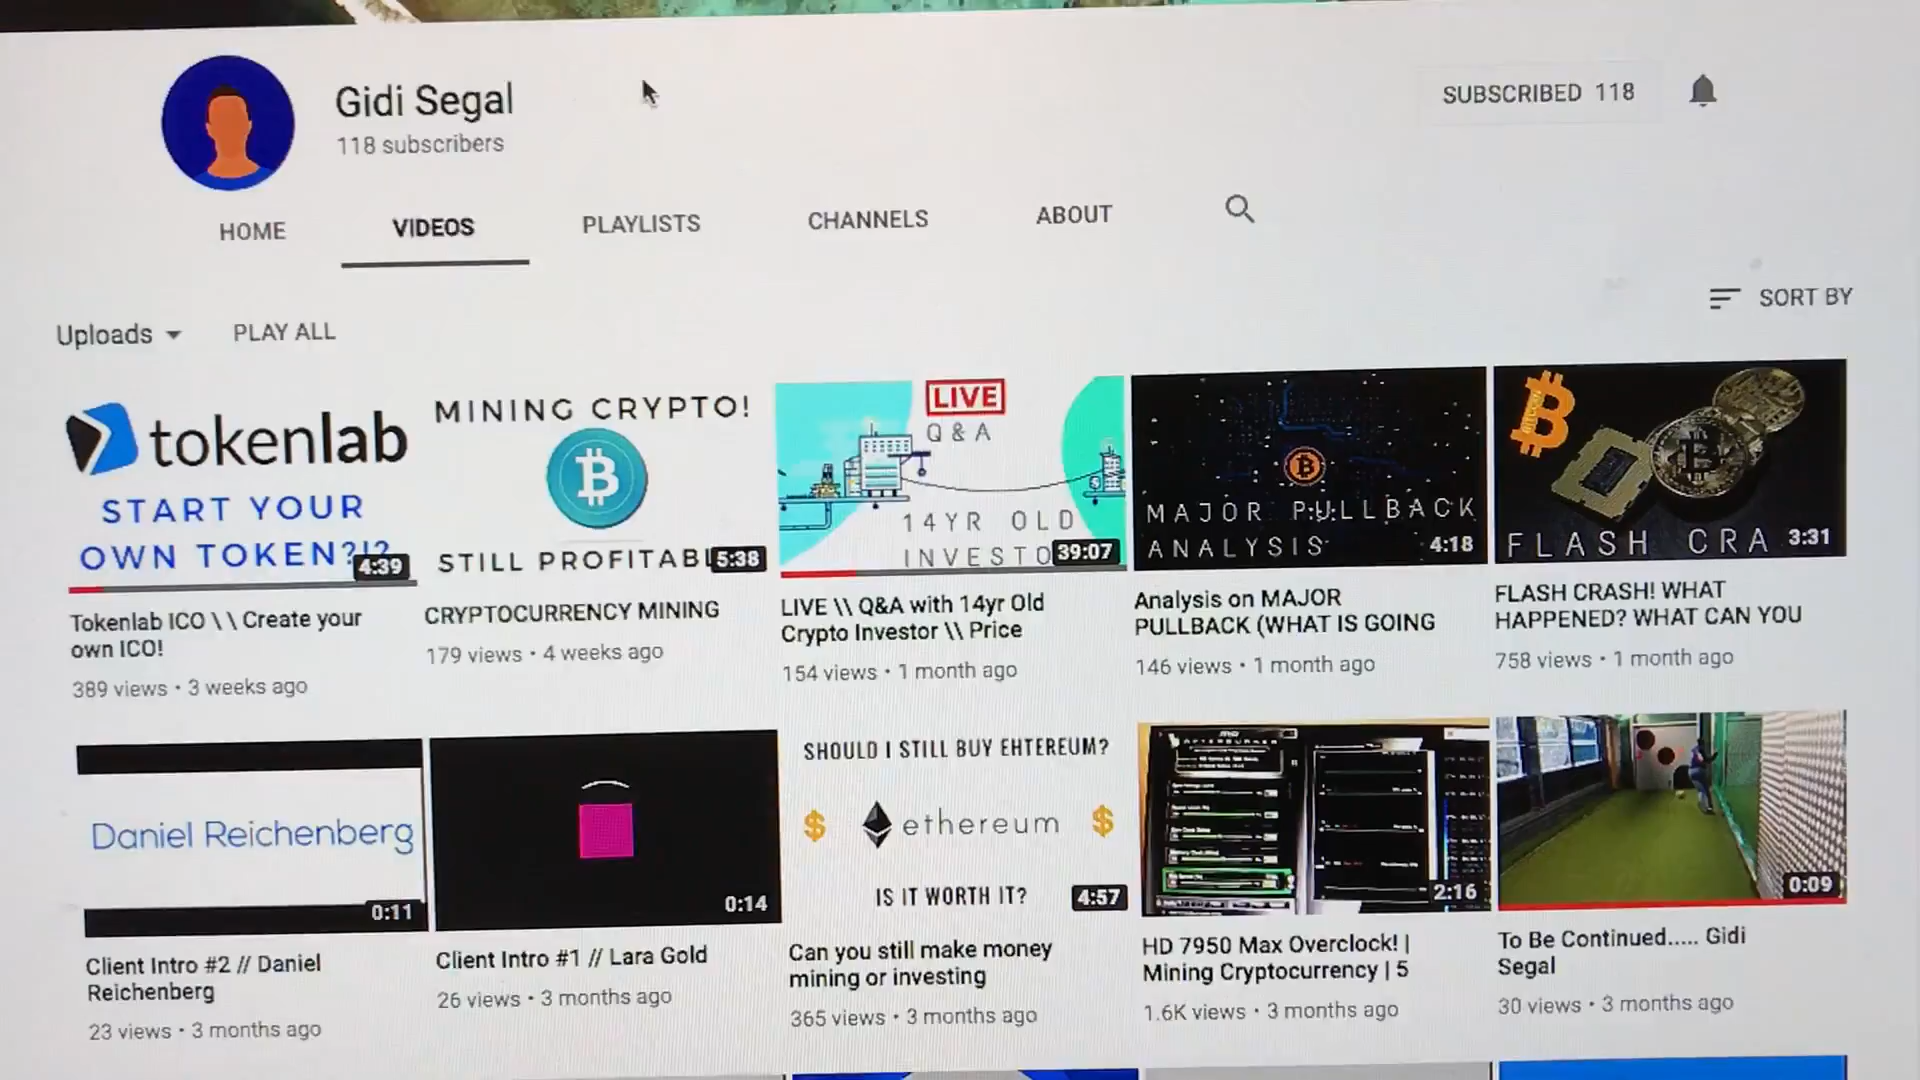 Gidi Segal
118 subscribers
SUBSCRIBED 118
HOME
VIDEOS
PLAYLISTS
CHANNELS
ABOUT
Uploads
PLAY ALL
SORT BY
tokenlab
START YOUR
OWN TOKEN?!?
4:39
Tokenlab ICO \\ Create your
own ICO!
389 views • 3 weeks ago
MINING CRYPTO!
STILL PROFITABL
5:38
CRYPTOCURRENCY MINING
179 views • 4 weeks ago
LIVE
Q & A
14YR OLD
INVESTO
39:07
LIVE \\ Q&A with 14yr Old
Crypto Investor \\ Price
154 views • 1 month ago
MAJOR PULLBACK
ANALYSIS
4:18
Analysis on MAJOR
PULLBACK (WHAT IS GOING
146 views • 1 month ago
BITCOIN
FLASH CRA
3:31
FLASH CRASH! WHAT
HAPPENED? WHAT CAN YOU
758 views • 1 month ago
Daniel Reichenberg
0:11
Client Intro #2 // Daniel
Reichenberg
23 views • 3 months ago
0:14
Client Intro #1 // Lara Gold
26 views • 3 months ago
SHOULD I STILL BUY EHTEREUM?
$ ethereum $
IS IT WORTH IT?
4:57
Can you still make money
mining or investing
365 views • 3 months ago
AFTERBURNER
2:16
HD 7950 Max Overclock! |
Mining Cryptocurrency | 5
1.6K views • 3 months ago
0:09
To Be Continued..... Gidi
Segal
30 views • 3 months ago